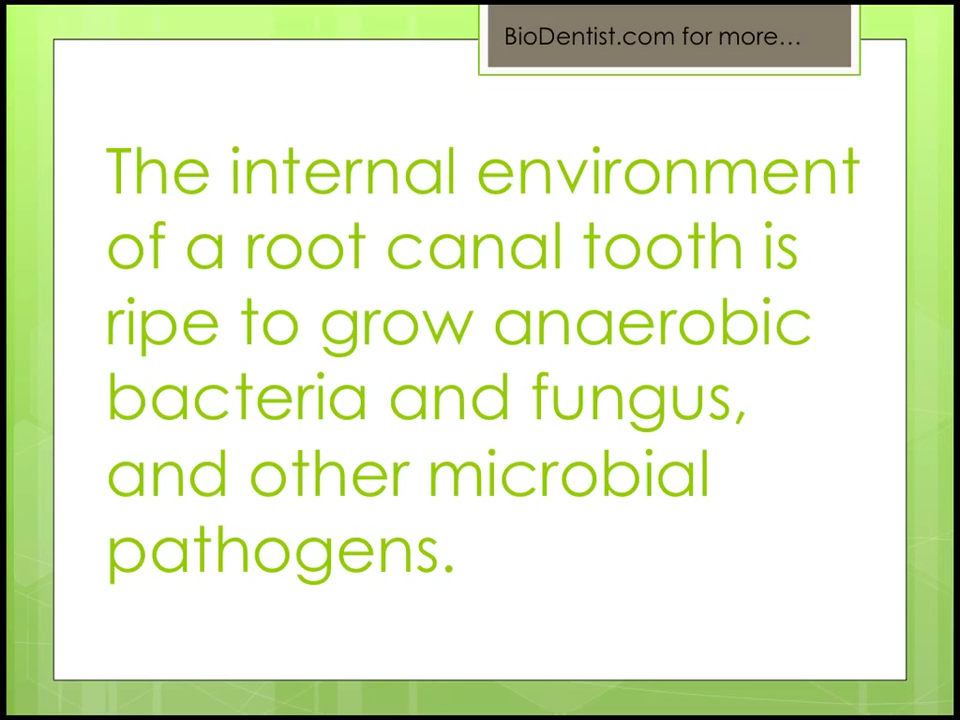 BioDentist.com for more…
The internal environment
of a root canal tooth is
ripe to grow anaerobic
bacteria and fungus,
and other microbial
pathogens.